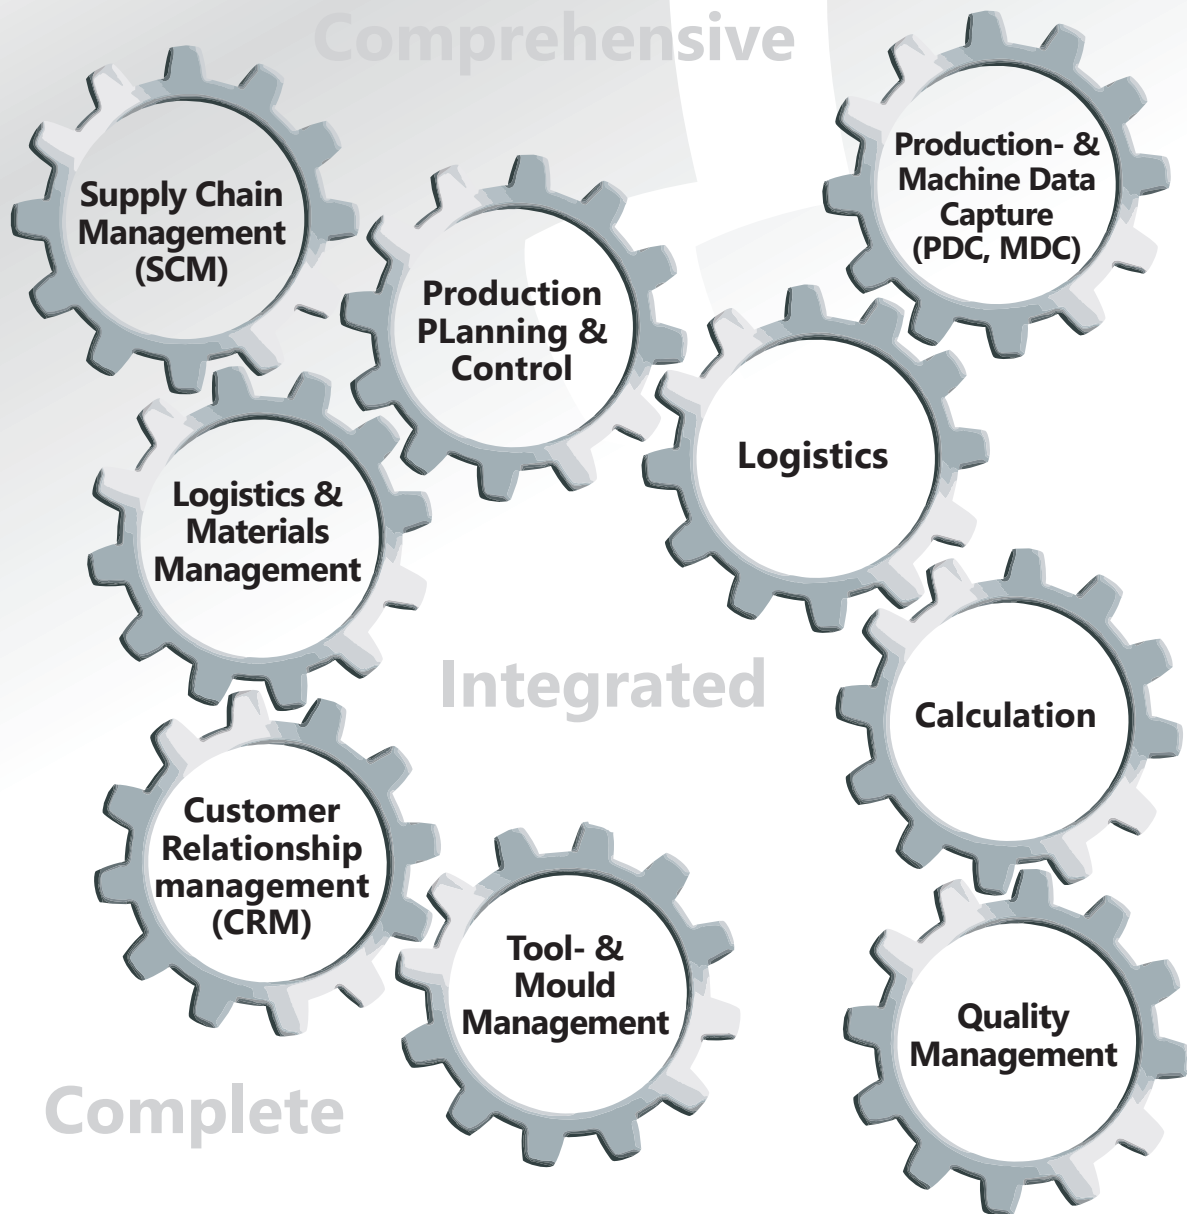 Comprehensive
Supply Chain
Management
(SCM)
Production
PLanning &
Control
Production- &
Machine Data
Capture
(PDC, MDC)
Logistics
Logistics &
Materials
Management
Integrated
Calculation
Customer
Relationship
management
(CRM)
Tool- &
Mould
Management
Quality
Management
Complete